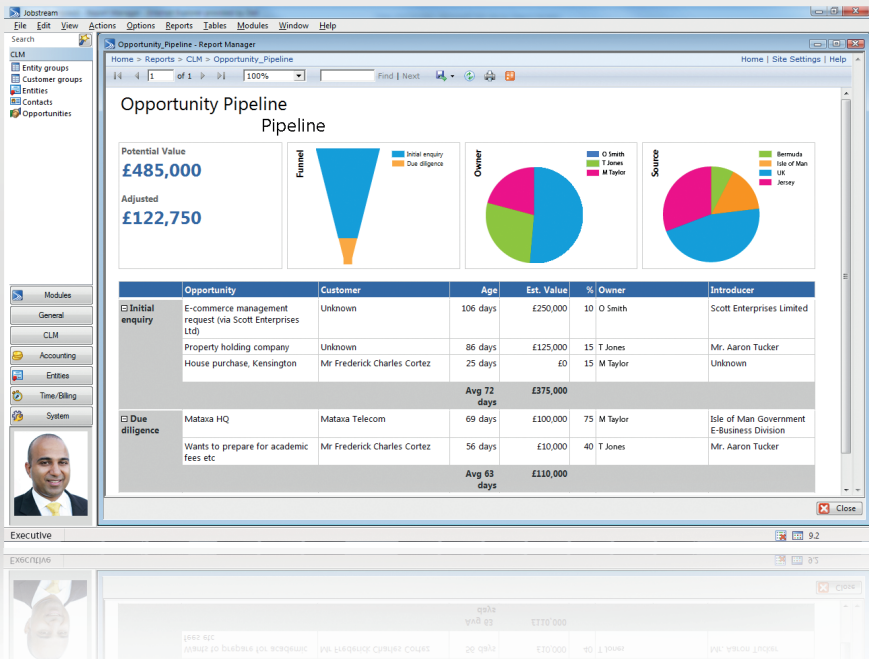 Jobstream
File Edit View Actions Options Reports Tables Modules Window Help
Search
CLM
Entity groups
Customer groups
Entities
Contacts
Opportunities
Modules
General
CLM
Accounting
Entities
Time/Billing
System
Opportunity_Pipeline - Report Manager
Home > Reports > CLM > Opportunity_Pipeline
Home | Site Settings | Help
1 of 1 100% Find | Next
Opportunity Pipeline
Pipeline
Potential Value
£485,000
Adjusted
£122,750
Funnel
Initial enquiry
Due diligence
Owner
O Smith
T Jones
M Taylor
Source
Bermuda
Isle of Man
UK
Jersey
Opportunity Customer Age Est. Value % Owner Introducer
Initial E-commerce management Unknown 106 days £250,000 10 O Smith Scott Enterprises Limited
enquiry request (via Scott Enterprises
Ltd)
Property holding company Unknown 86 days £125,000 15 T Jones Mr. Aaron Tucker
House purchase, Kensington Mr Frederick Charles Cortez 25 days £0 15 M Taylor Unknown
Avg 72 £375,000
days
Due Mataxa HQ Mataxa Telecom 69 days £100,000 75 M Taylor Isle of Man Government
diligence E-Business Division
Wants to prepare for academic Mr Frederick Charles Cortez 56 days £10,000 40 T Jones Mr. Aaron Tucker
fees etc
Avg 63 £110,000
days
Close
Executive 9.2